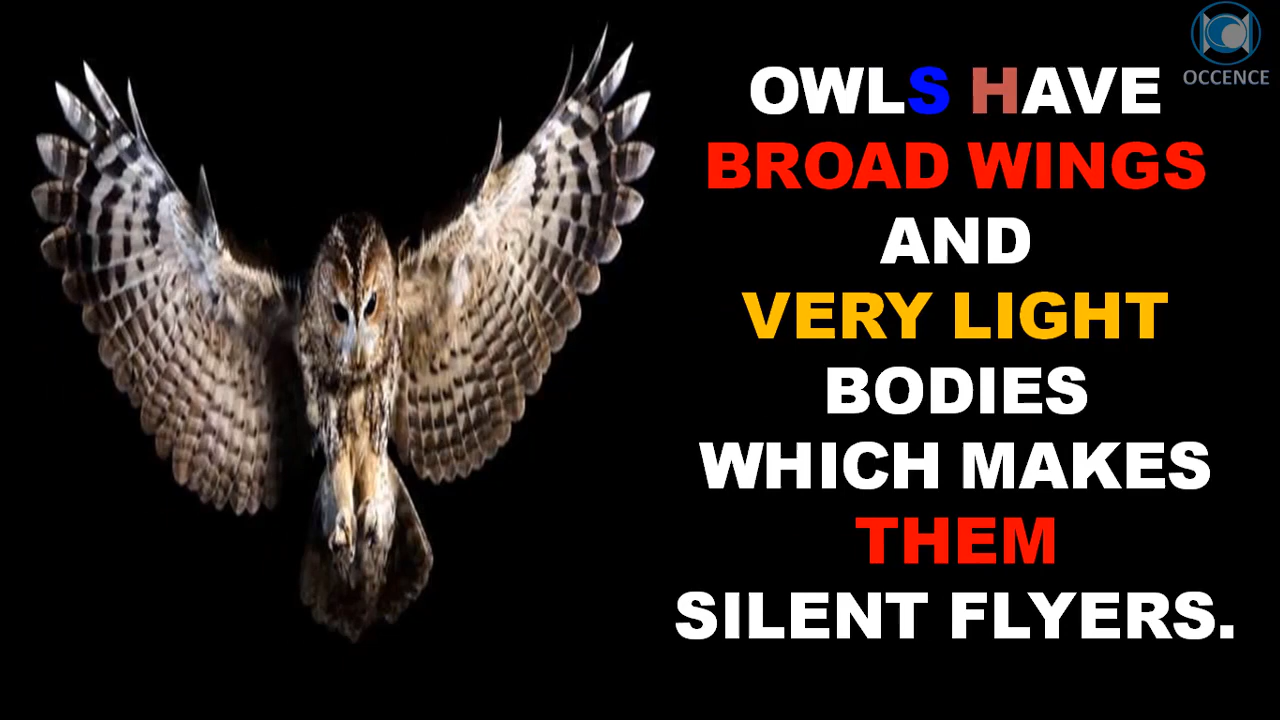 OCCENCE
OWLS HAVE
BROAD WINGS
AND
VERY LIGHT
BODIES
WHICH MAKES
THEM
SILENT FLYERS.